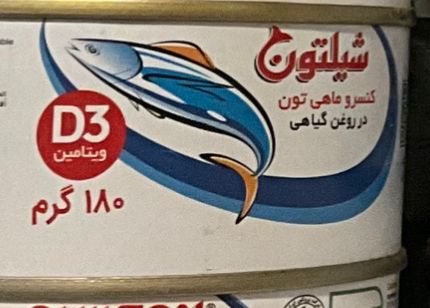 شیلتون
کنسرو ماهی تون
در روغن گیاهی
D3
ویتامین
۱۸۰ گرم